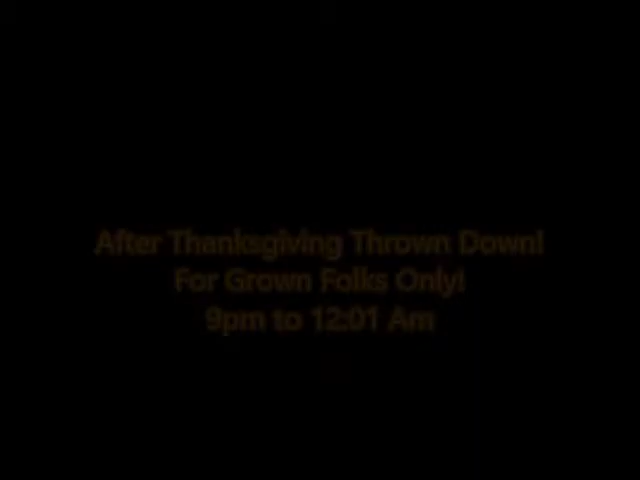 After Thanksgiving Thrown Down!
For Grown Folks Only!
9pm to 12:01 Am